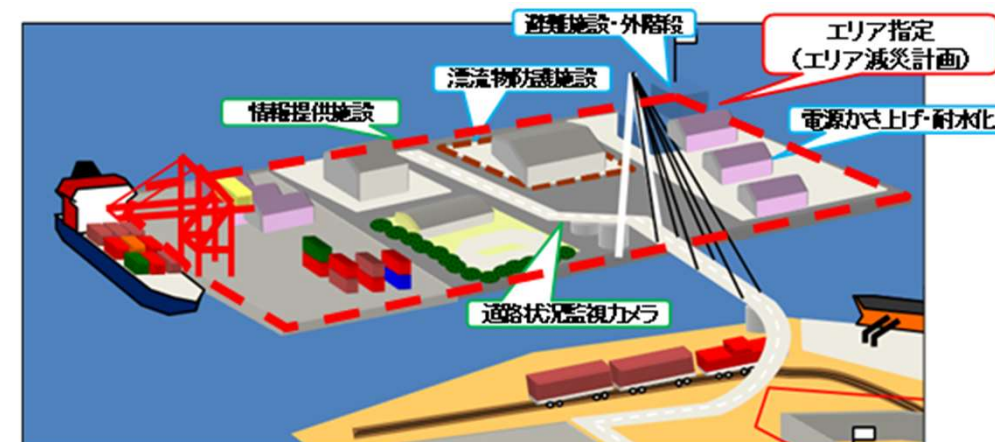 避難施設・外階段
エリア指定
（エリア減災計画）
漂流物防護施設
情報提供施設
電源かさ上げ・耐水化
道路状況監視カメラ